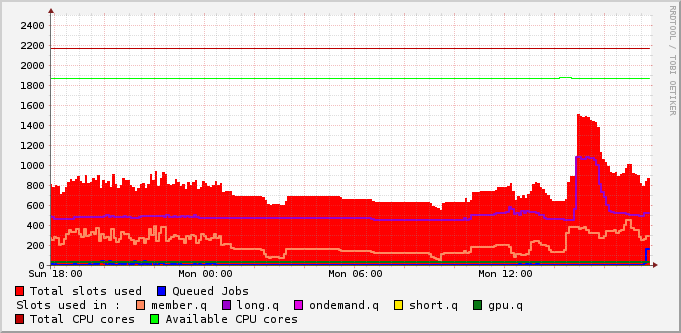 RRDTOOL / TOBI OETIKER
2400
2200
2000
1800
1600
1400
1200
1000
800
600
400
200
0
Sun 18:00 Mon 00:00 Mon 06:00 Mon 12:00
Total slots used Queued Jobs
Slots used in : member.q long.q ondemand.q short.q gpu.q
Total CPU cores Available CPU cores